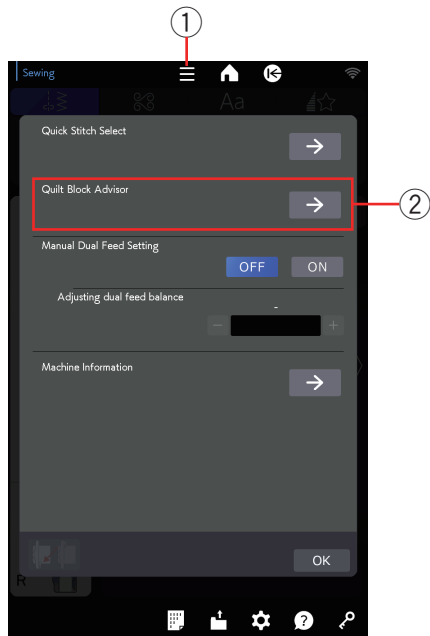 1
Sewing
Aa
Quick Stitch Select
Quilt Block Advisor
2
Manual Dual Feed Setting
OFF ON
Adjusting dual feed balance
-
− +
Machine Information
OK
R
?